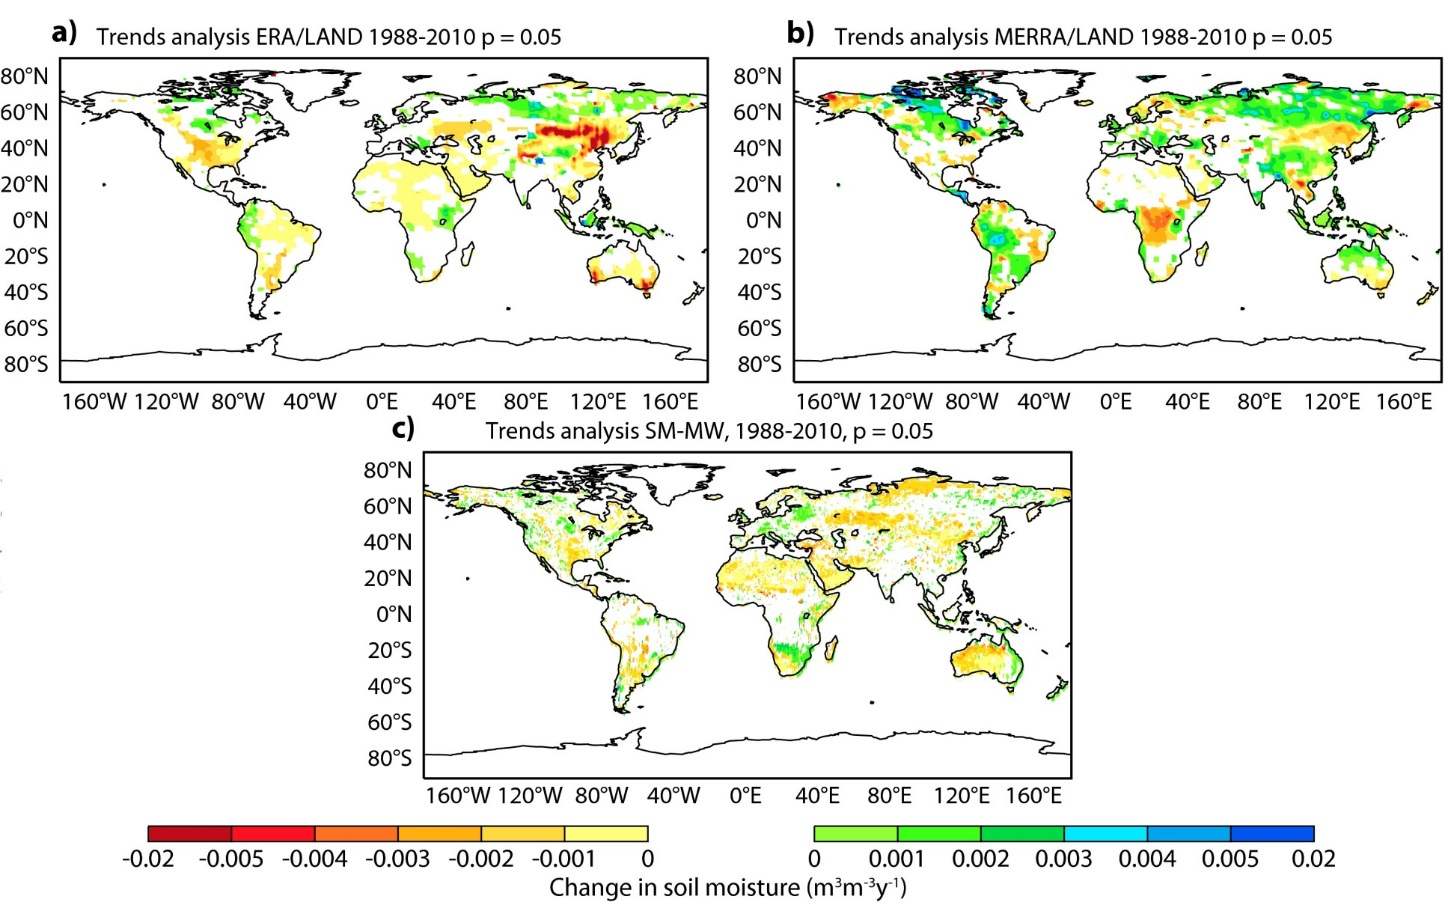 a) Trends analysis ERA/LAND 1988-2010 p = 0.05
80°N
60°N
40°N
20°N
0°N
20°S
40°S
60°S
80°S
160°W 120°W 80°W 40°W 0°E 40°E 80°E 120°E 160°E
b) Trends analysis MERRA/LAND 1988-2010 p = 0.05
80°N
60°N
40°N
20°N
0°N
20°S
40°S
60°S
80°S
160°W 120°W 80°W 40°W 0°E 40°E 80°E 120°E 160°E
c) Trends analysis SM-MW, 1988-2010, p = 0.05
80°N
60°N
40°N
20°N
0°N
20°S
40°S
60°S
80°S
160°W 120°W 80°W 40°W 0°E 40°E 80°E 120°E 160°E
-0.02 -0.005 -0.004 -0.003 -0.002 -0.001 0
0 0.001 0.002 0.003 0.004 0.005 0.02
Change in soil moisture (m³m⁻³y⁻¹)